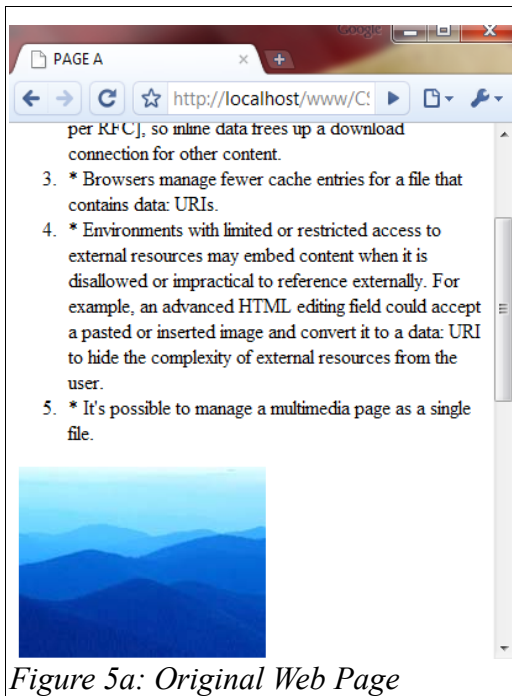 Google
PAGE A
http://localhost/www/CS
per RFC], so inline data frees up a download
connection for other content.
3. * Browsers manage fewer cache entries for a file that
contains data: URIs.
4. * Environments with limited or restricted access to
external resources may embed content when it is
disallowed or impractical to reference externally. For
example, an advanced HTML editing field could accept
a pasted or inserted image and convert it to a data: URI
to hide the complexity of external resources from the
user.
5. * It's possible to manage a multimedia page as a single
file.
Figure 5a: Original Web Page